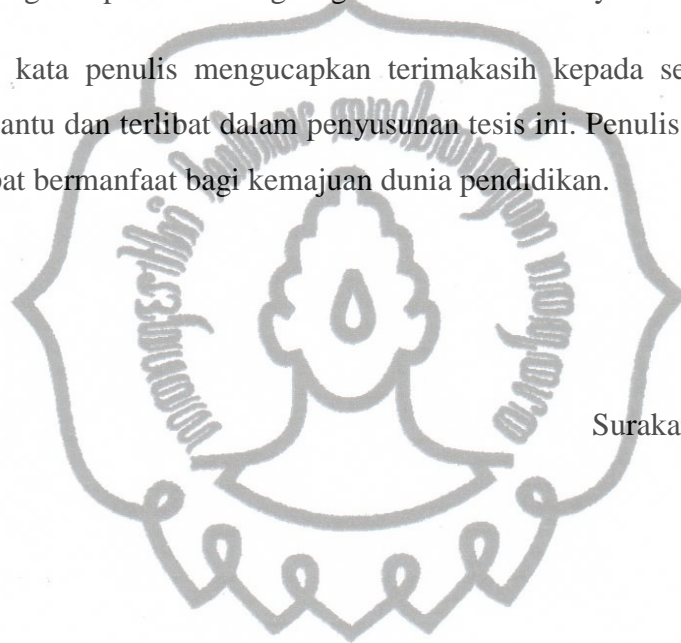 kata penulis mengucapkan terimakasih kepada se
antu dan terlibat dalam penyusunan tesis ini. Penulis
pat bermanfaat bagi kemajuan dunia pendidikan.
Suraka